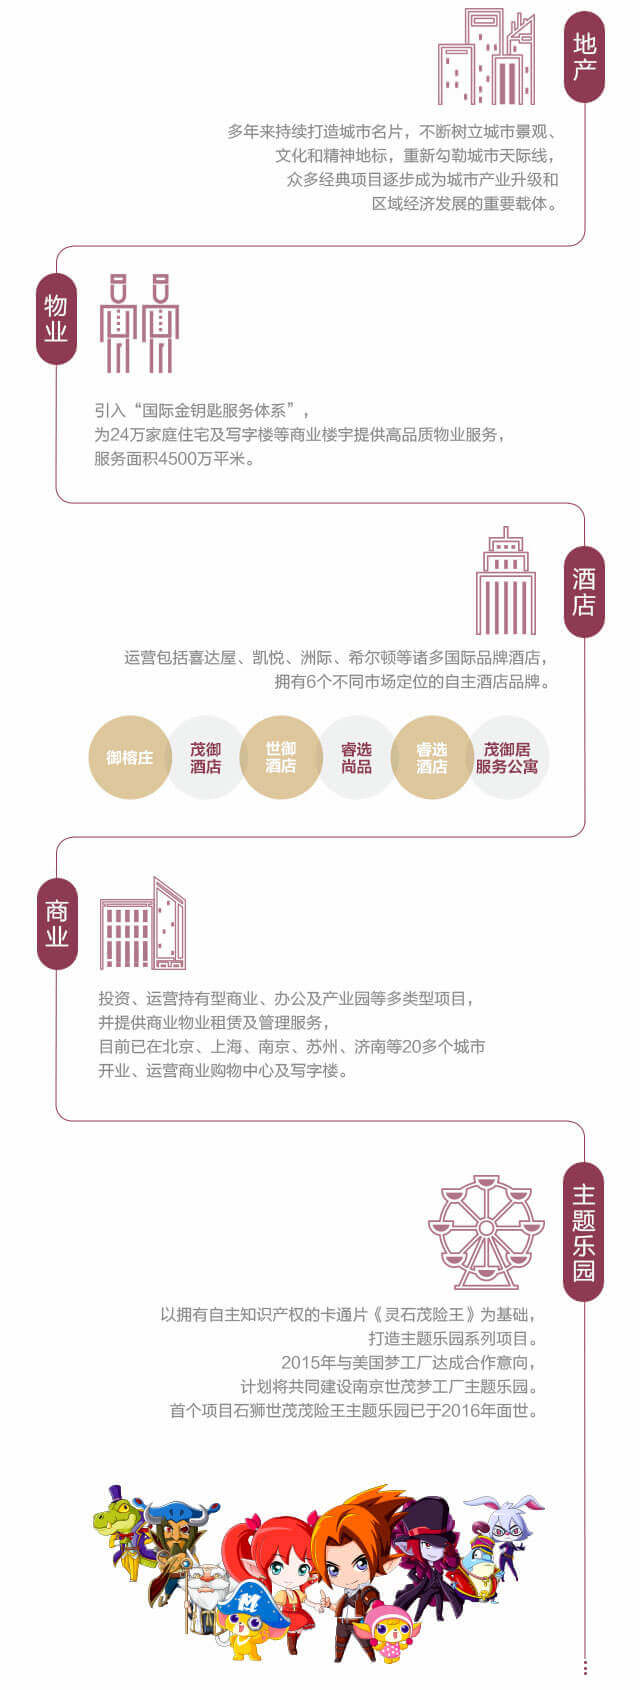 地产
多年来持续打造城市名片，不断树立城市景观、
文化和精神地标，重新勾勒城市天际线，
众多经典项目逐步成为城市产业升级和
区域经济发展的重要载体。
物业
引入“国际金钥匙服务体系”，
为24万家庭住宅及写字楼等商业楼宇提供高品质物业服务，
服务面积4500万平米。
酒店
运营包括喜达屋、凯悦、洲际、希尔顿等诸多国际品牌酒店，
拥有6个不同市场定位的自主酒店品牌。
御榕庄
茂御
酒店
世御
酒店
睿选
尚品
睿选
酒店
茂御居
服务公寓
商业
投资、运营持有型商业、办公及产业园等多类型项目，
并提供商业物业租赁及管理服务，
目前已在北京、上海、南京、苏州、济南等20多个城市
开业、运营商业购物中心及写字楼。
主题乐园
以拥有自主知识产权的卡通片《灵石茂险王》为基础，
打造主题乐园系列项目。
2015年与美国梦工厂达成合作意向，
计划将共同建设南京世茂梦工厂主题乐园。
首个项目石狮世茂茂险王主题乐园已于2016年面世。